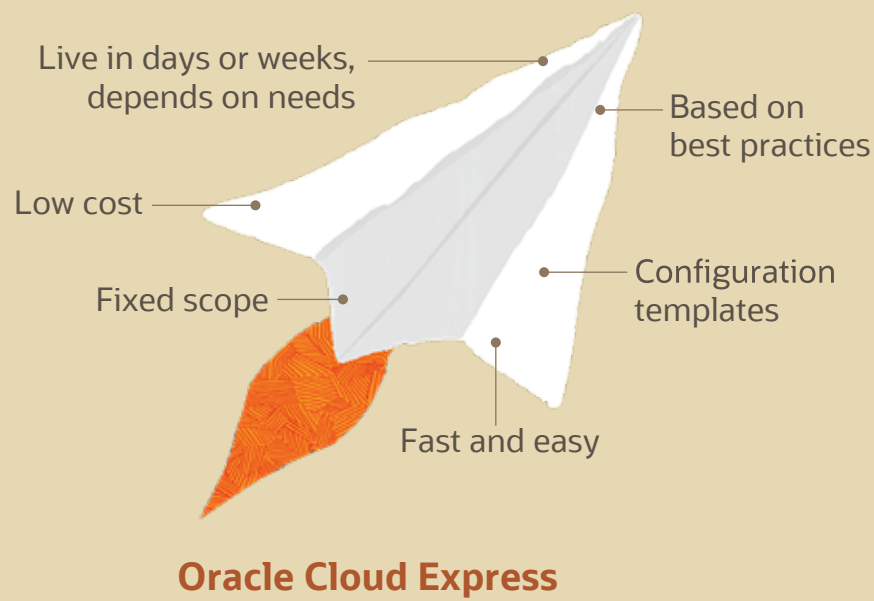 Live in days or weeks,
depends on needs
Based on
best practices
Low cost
Configuration
templates
Fixed scope
Fast and easy
Oracle Cloud Express